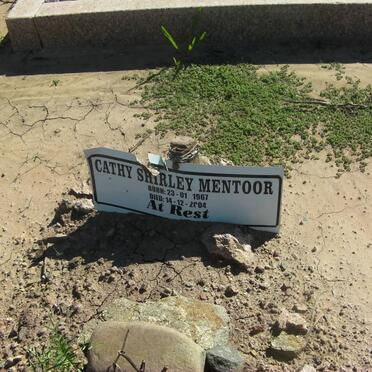 CATHY SHIRLEY MENTOOR
BORN: 23 - 01 1967
DIED: 14 - 12 - 2004
At Rest